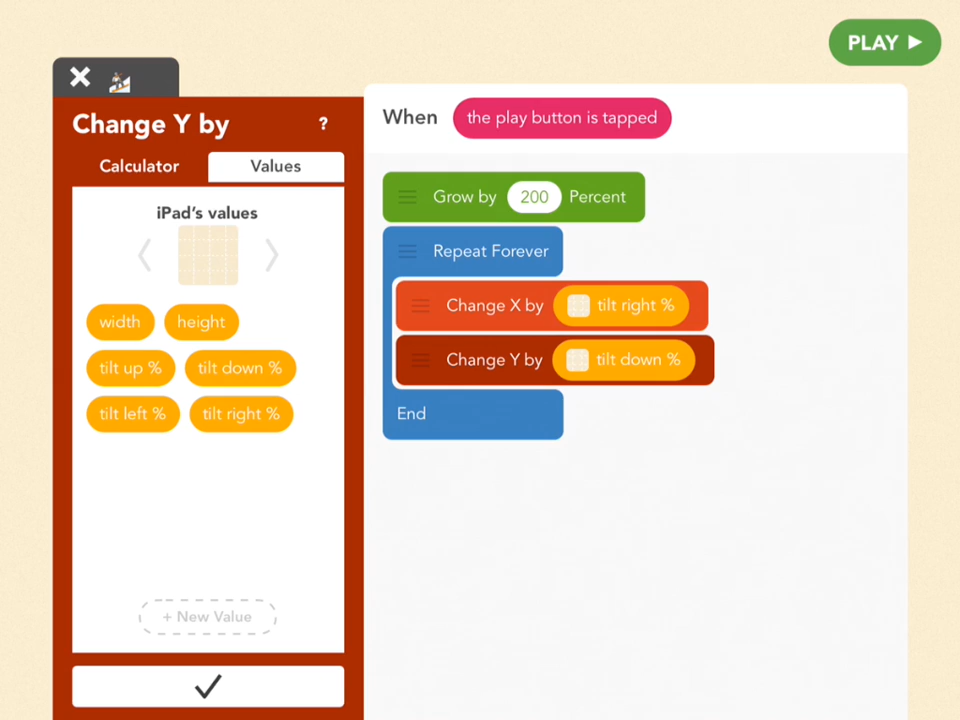 PLAY
Change Y by ?
Calculator Values
iPad's values
width height
tilt up % tilt down %
tilt left % tilt right %
+ New Value
When the play button is tapped
Grow by 200 Percent
Repeat Forever
Change X by tilt right %
Change Y by tilt down %
End